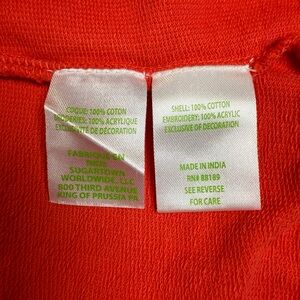 COQUE: 100% COTON
BRODERIES: 100% ACRYLIQUE
EXCLUSIVITÉ DE DÉCORATION
FABRIQUÉ EN
INDE
SUGARTOWN
WORLDWIDE, LLC
800 THIRD AVENUE
KING OF PRUSSIA PA
SHELL: 100% COTTON
EMBROIDERY: 100% ACRYLIC
EXCLUSIVE OF DECORATION
MADE IN INDIA
RN# 88189
SEE REVERSE
FOR CARE